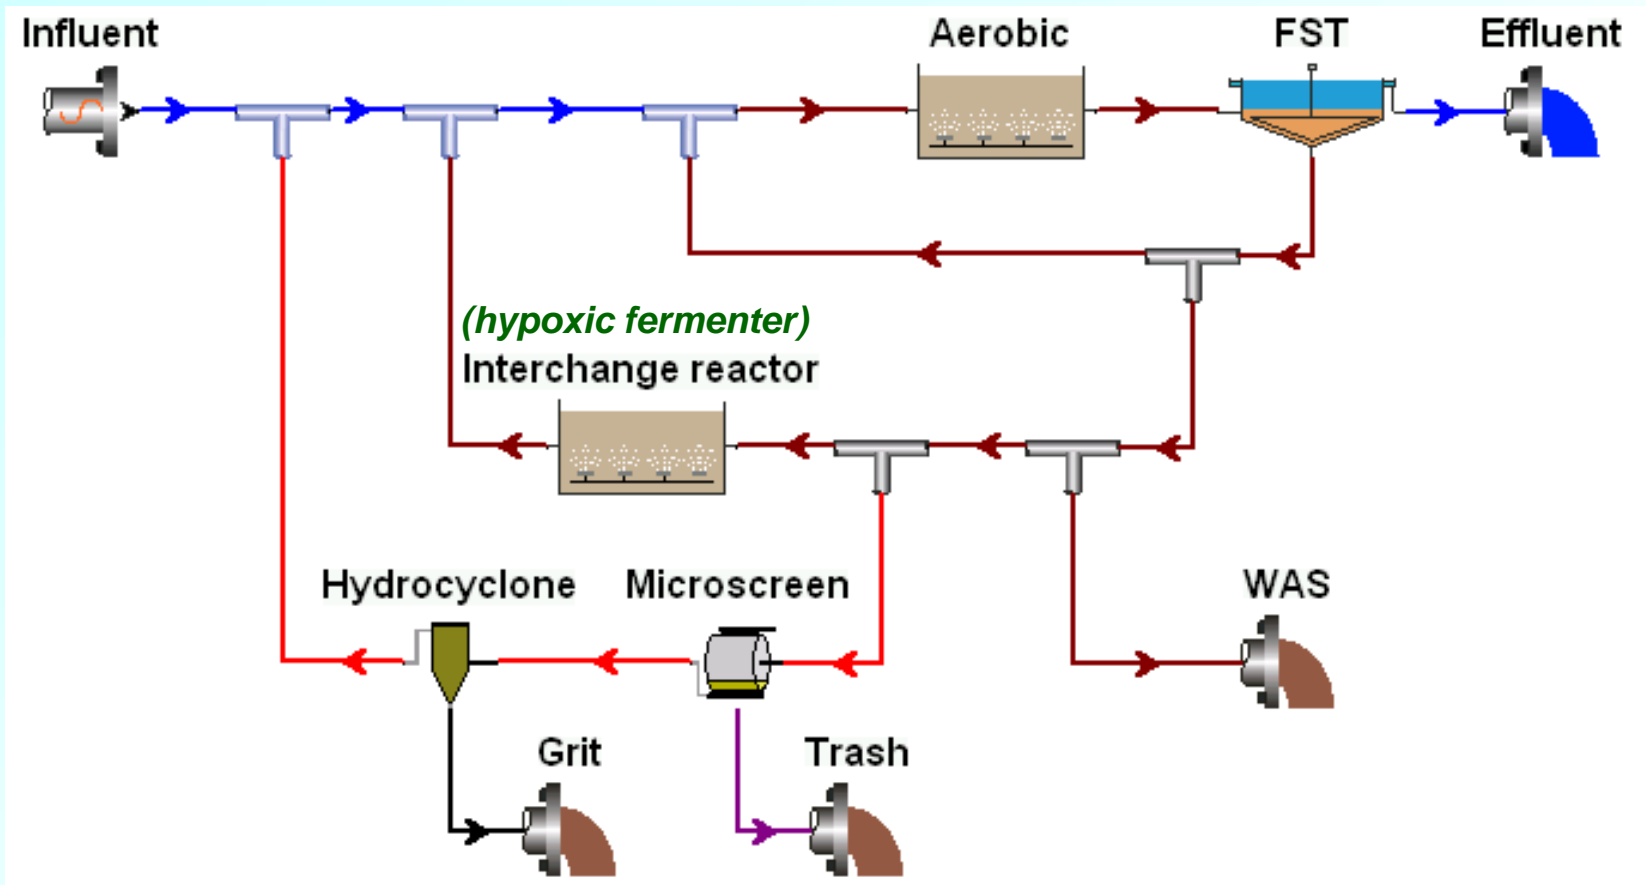 Influent
Aerobic
FST
Effluent
(hypoxic fermenter)
Interchange reactor
Hydrocyclone
Microscreen
WAS
Grit
Trash